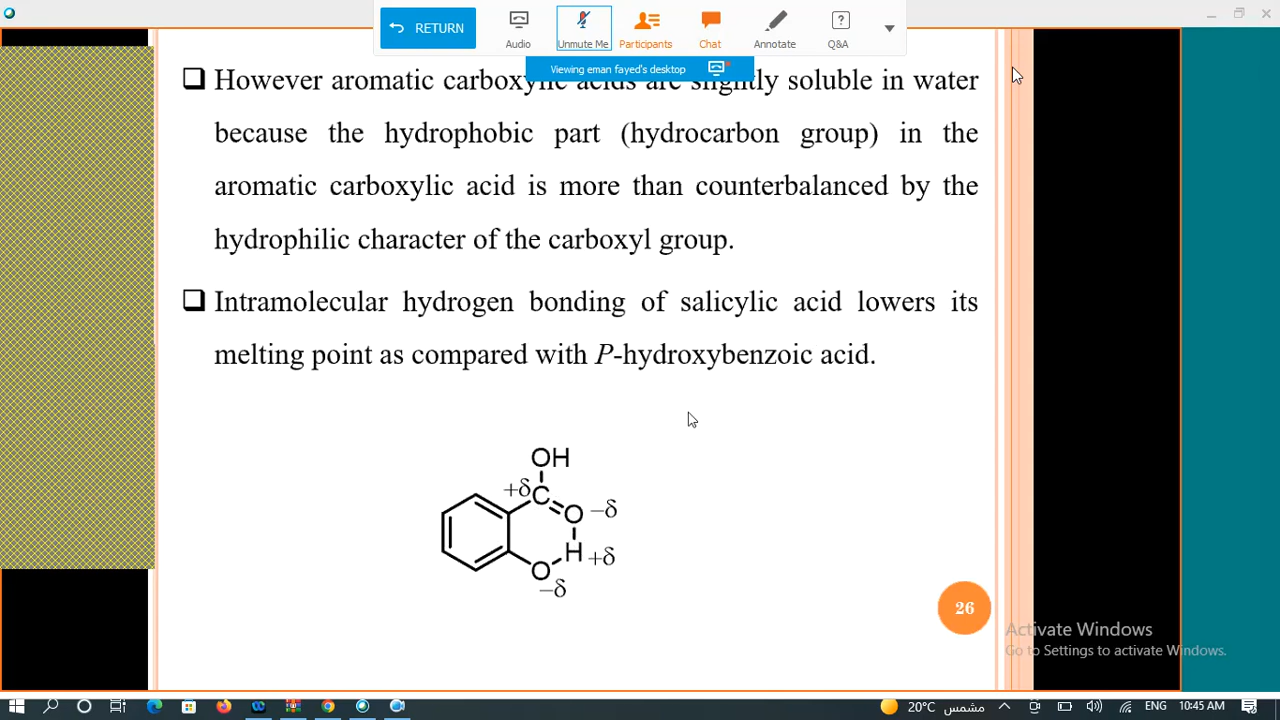 RETURN
Audio
Unmute Me
Participants
Chat
Annotate
Q&A
Viewing eman fayed's desktop
However aromatic carboxylic acids are slightly soluble in water
because the hydrophobic part (hydrocarbon group) in the
aromatic carboxylic acid is more than counterbalanced by the
hydrophilic character of the carboxyl group.
Intramolecular hydrogen bonding of salicylic acid lowers its
melting point as compared with P-hydroxybenzoic acid.
OH
+δ C
O –δ
H +δ
O
–δ
26
Activate Windows
Go to Settings to activate Windows.
20°C مشمس
ENG
10:45 AM